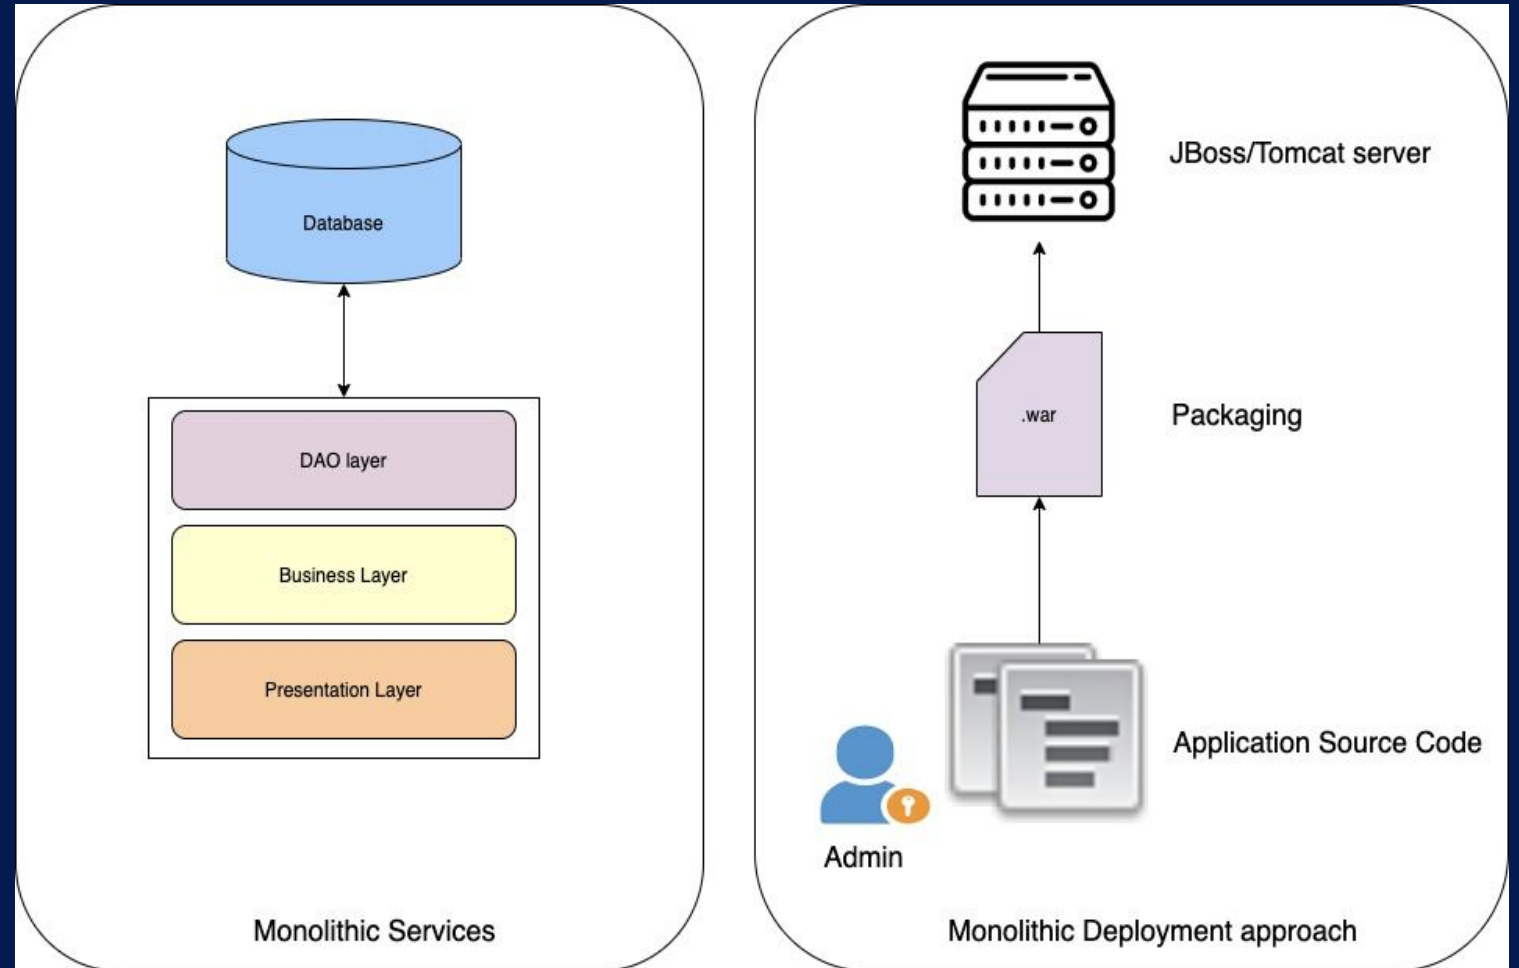 Database
DAO layer
Business Layer
Presentation Layer
Monolithic Services
JBoss/Tomcat server
.war
Packaging
Application Source Code
Admin
Monolithic Deployment approach